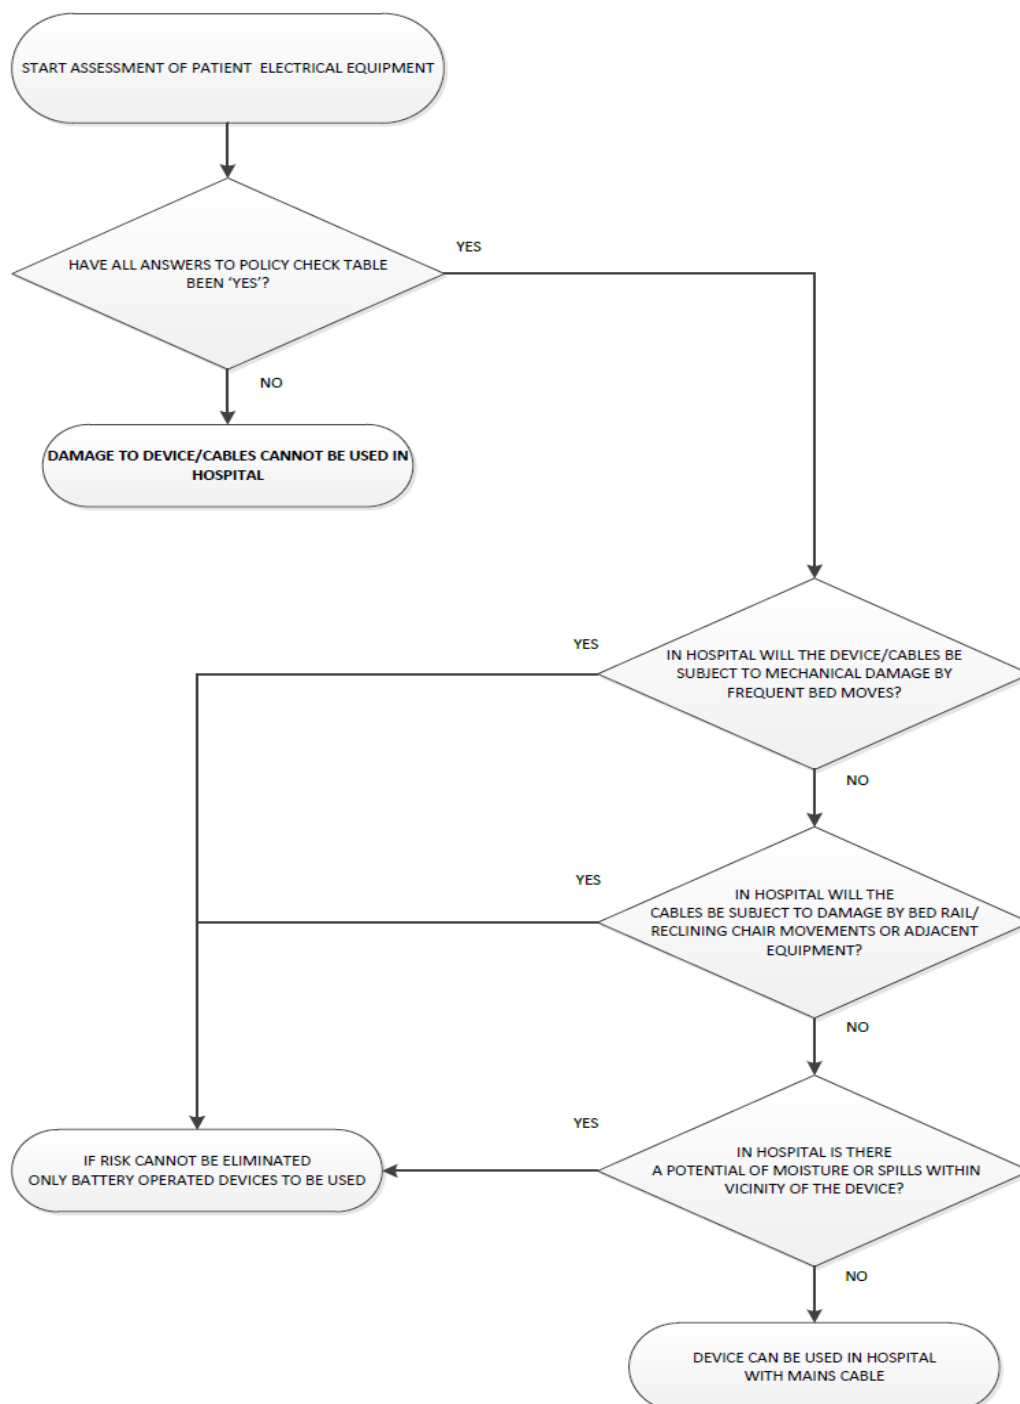 START ASSESSMENT OF PATIENT ELECTRICAL EQUIPMENT
YES
HAVE ALL ANSWERS TO POLICY CHECK TABLE
BEEN ‘YES’?
NO
DAMAGE TO DEVICE/CABLES CANNOT BE USED IN
HOSPITAL
YES
IN HOSPITAL WILL THE DEVICE/CABLES BE
SUBJECT TO MECHANICAL DAMAGE BY
FREQUENT BED MOVES?
NO
YES
IN HOSPITAL WILL THE
CABLES BE SUBJECT TO DAMAGE BY BED RAIL/
RECLINING CHAIR MOVEMENTS OR ADJACENT
EQUIPMENT?
NO
YES
IN HOSPITAL IS THERE
A POTENTIAL OF MOISTURE OR SPILLS WITHIN
VICINITY OF THE DEVICE?
IF RISK CANNOT BE ELIMINATED
ONLY BATTERY OPERATED DEVICES TO BE USED
NO
DEVICE CAN BE USED IN HOSPITAL
WITH MAINS CABLE